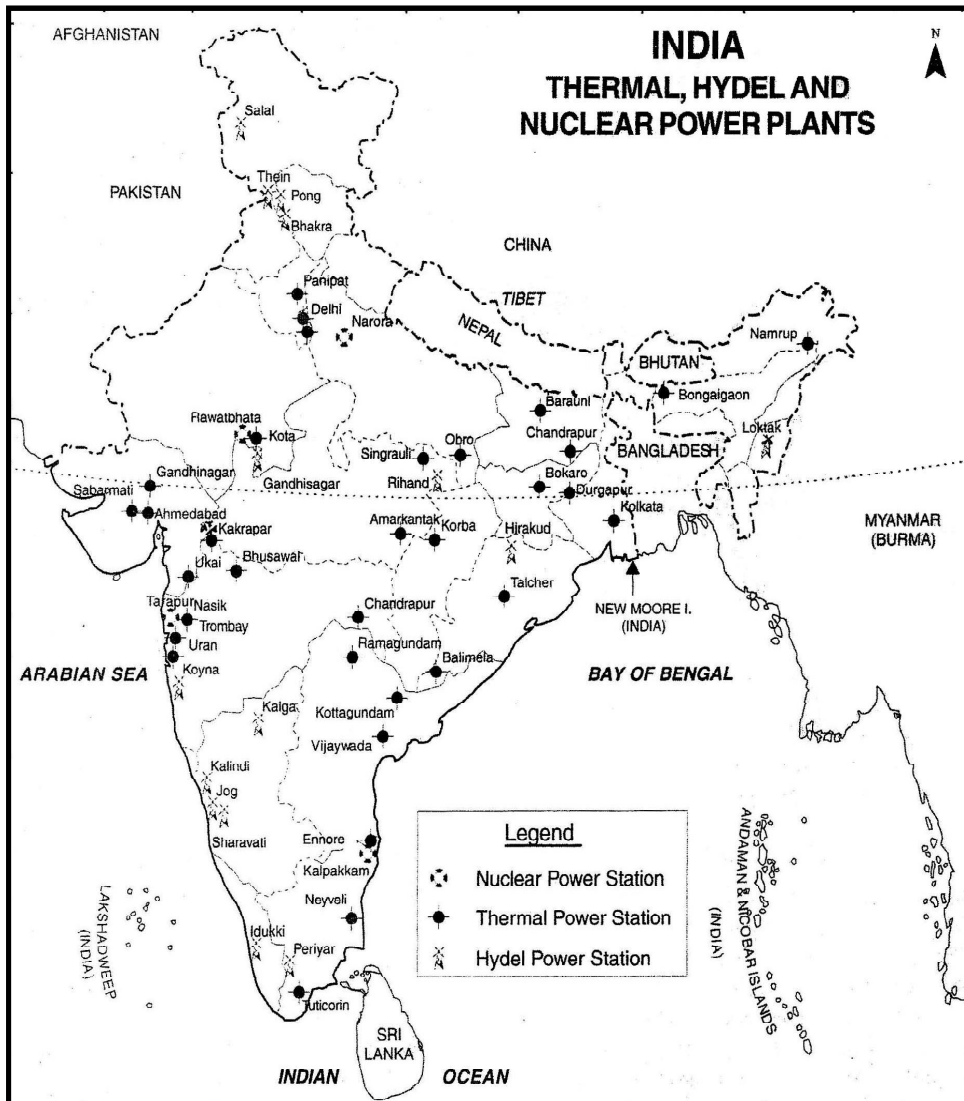 AFGHANISTAN
INDIA
THERMAL, HYDEL AND
NUCLEAR POWER PLANTS
N
Salal
PAKISTAN
Thein
Pong
Bhakra
CHINA
Panipat
TIBET
Delhi
Narora
NEPAL
Namrup
BHUTAN
Bongaigaon
Barauni
Rawatbhata
Kota
Obro
Chandrapur
Loktak
Singrauli
BANGLADESH
Gandhinagar
Gandhisagar
Rihand
Bokaro
Durgapur
Sabarmati
Ahmedabad
Kolkata
Kakrapar
Amarkantak
Korba
Hirakud
MYANMAR
(BURMA)
Ukai
Bhusawal
Talcher
Tarapur
Nasik
Chandrapur
NEW MOORE I.
(INDIA)
Trombay
Uran
Ramagundam
ARABIAN SEA
Koyna
Balimela
BAY OF BENGAL
Kalga
Kottagundam
Vijaywada
Kalindi
Jog
Sharavati
Ennore
Kalpakkam
Legend
Nuclear Power Station
Thermal Power Station
Hydel Power Station
Neyveli
LAKSHADWEEP
(INDIA)
ANDAMAN & NICOBAR ISLANDS
(INDIA)
Idukki
Periyar
Tuticorin
SRI
LANKA
INDIAN OCEAN